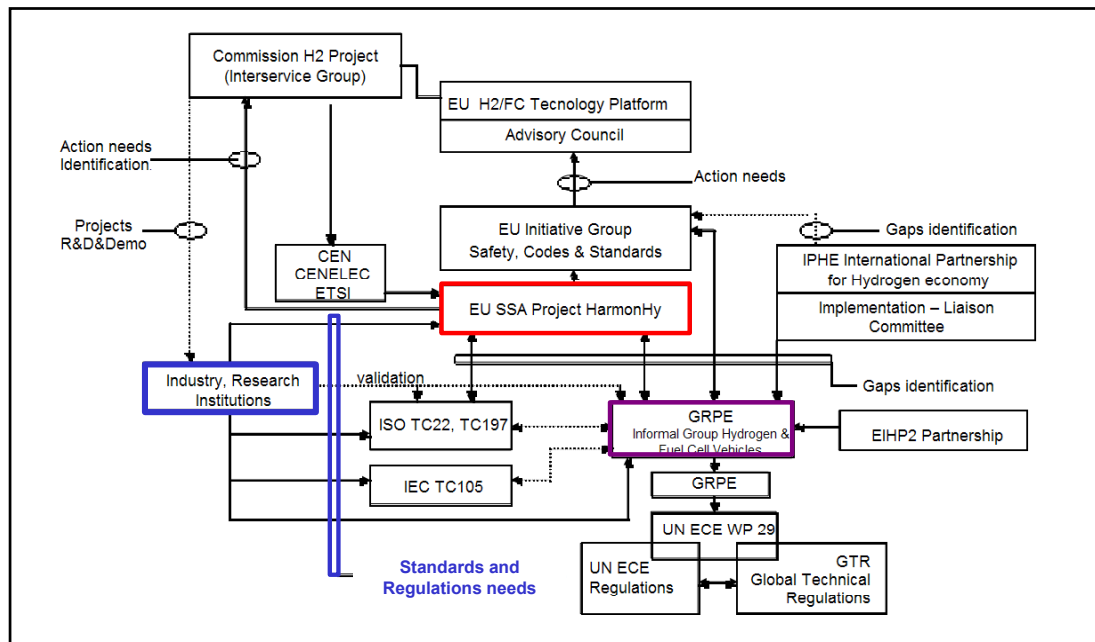 Commission H2 Project
(Interservice Group)
EU H2/FC Tecnology Platform
Advisory Council
Action needs
Identification.
Action needs
Projects
R&D&Demo
EU Initiative Group
Safety, Codes & Standards
Gaps identification
CEN
CENELEC
ETSI
IPHE International Partnership
for Hydrogen economy
Implementation – Liaison
Committee
EU SSA Project HarmonHy
Industry, Research
Institutions
validation
Gaps identification
ISO TC22, TC197
GRPE
Informal Group Hydrogen &
Fuel Cell Vehicles
EIHP2 Partnership
IEC TC105
GRPE
UN ECE WP 29
Standards and
Regulations needs
UN ECE
Regulations
GTR
Global Technical
Regulations